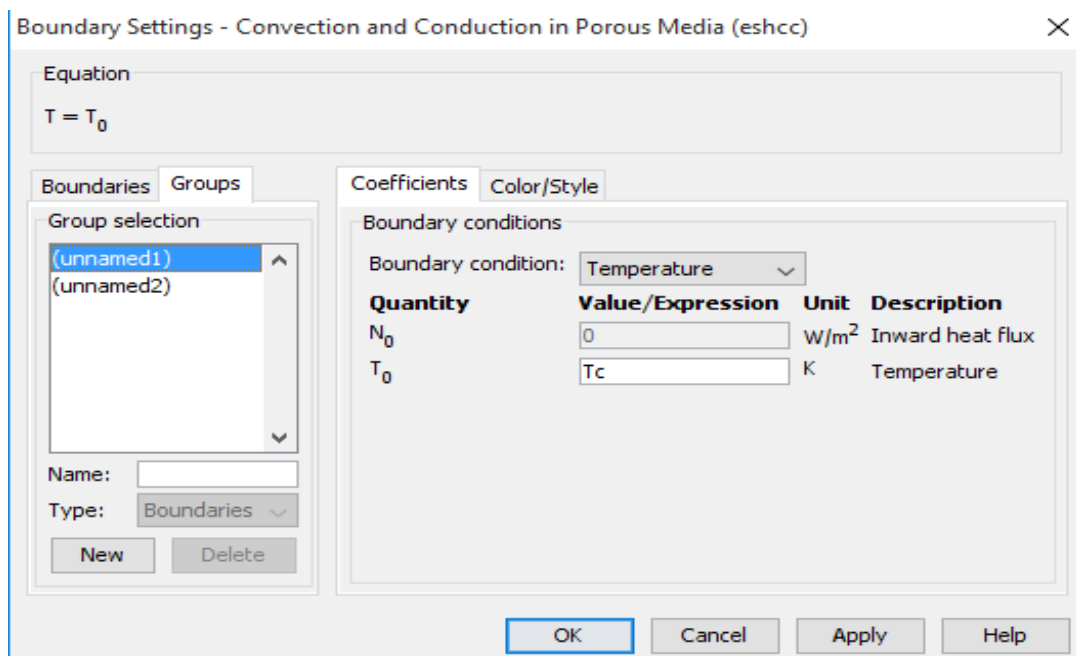 Boundary Settings - Convection and Conduction in Porous Media (eshcc)
Equation
T = T₀
Boundaries Groups
Group selection
(unnamed1)
(unnamed2)
Name:
Type: Boundaries
New Delete
Coefficients Color/Style
Boundary conditions
Boundary condition: Temperature
Quantity Value/Expression Unit Description
N₀ 0 W/m² Inward heat flux
T₀ Tc K Temperature
OK Cancel Apply Help